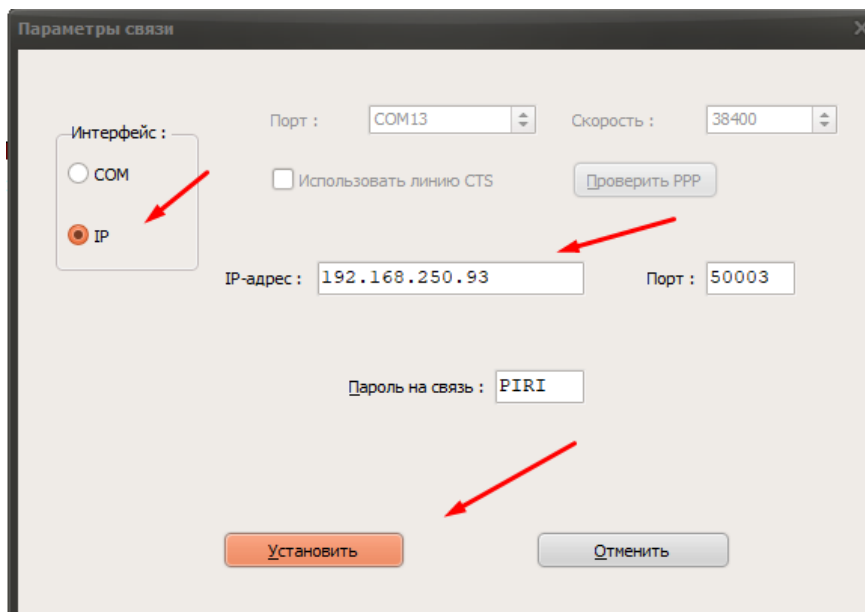 Параметры связи
Порт : COM13 Скорость : 38400
Интерфейс :
COM
Использовать линию CTS Проверить PPP
IP
IP-адрес : 192.168.250.93 Порт : 50003
Пароль на связь : PIRI
Установить Отменить